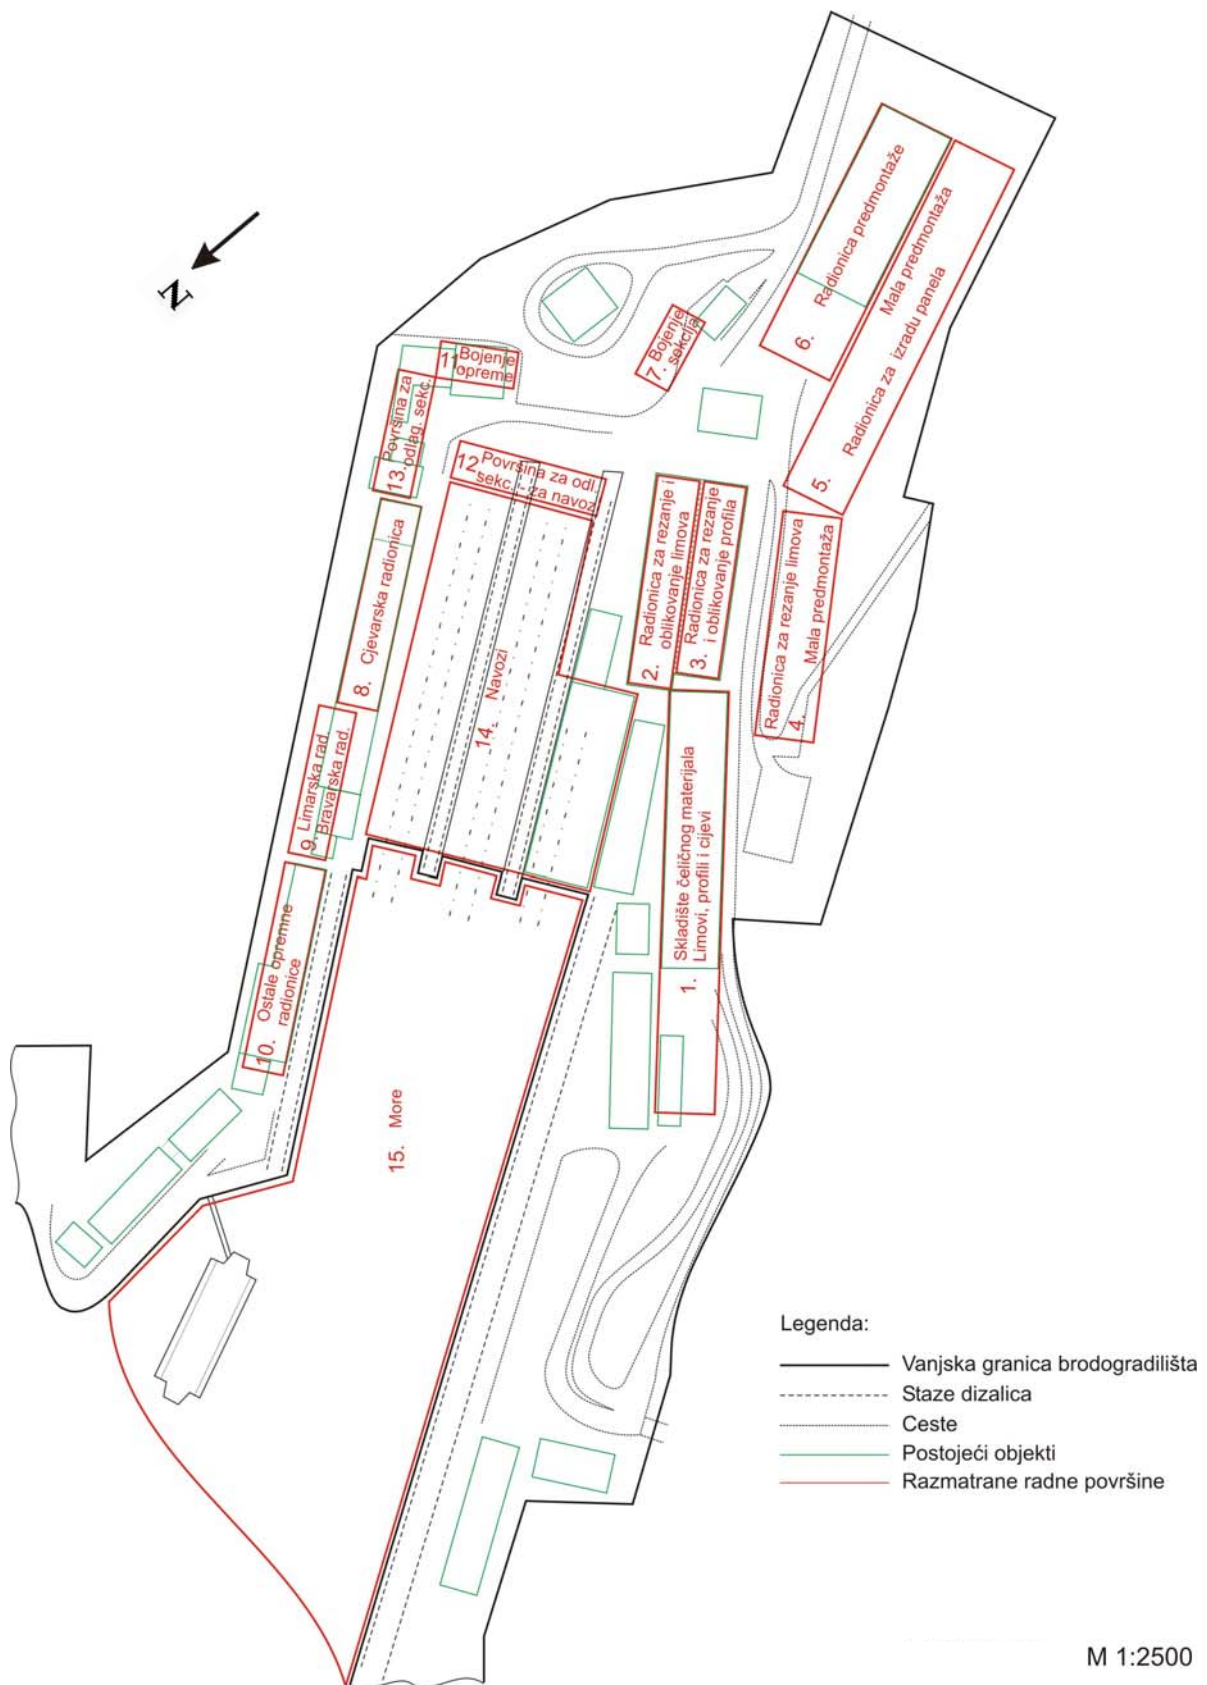 N
6. Radionica predmontaže
Mala predmontaža
5. Radionica za izradu panela
7. Bojenje
sekcija
11. Bojenje
opreme
13. Površina za
odlag. sekc.
12. Površina za odl.
sekc. - za navoz
2. Radionica za rezanje i
oblikovanje limova
3. Radionica za rezanje
i oblikovanje profila
Radionica za rezanje limova
4. Mala predmontaža
8. Cjevarska radionica
14. Navozi
9. Limarska rad.
Bravarska rad.
1. Skladište čeličnog materijala
Limovi, profili i cijevi
10. Ostale opremne
radionice
15. More
Legenda:
Vanjska granica brodogradilišta
Staze dizalica
Ceste
Postojeći objekti
Razmatrane radne površine
M 1:2500